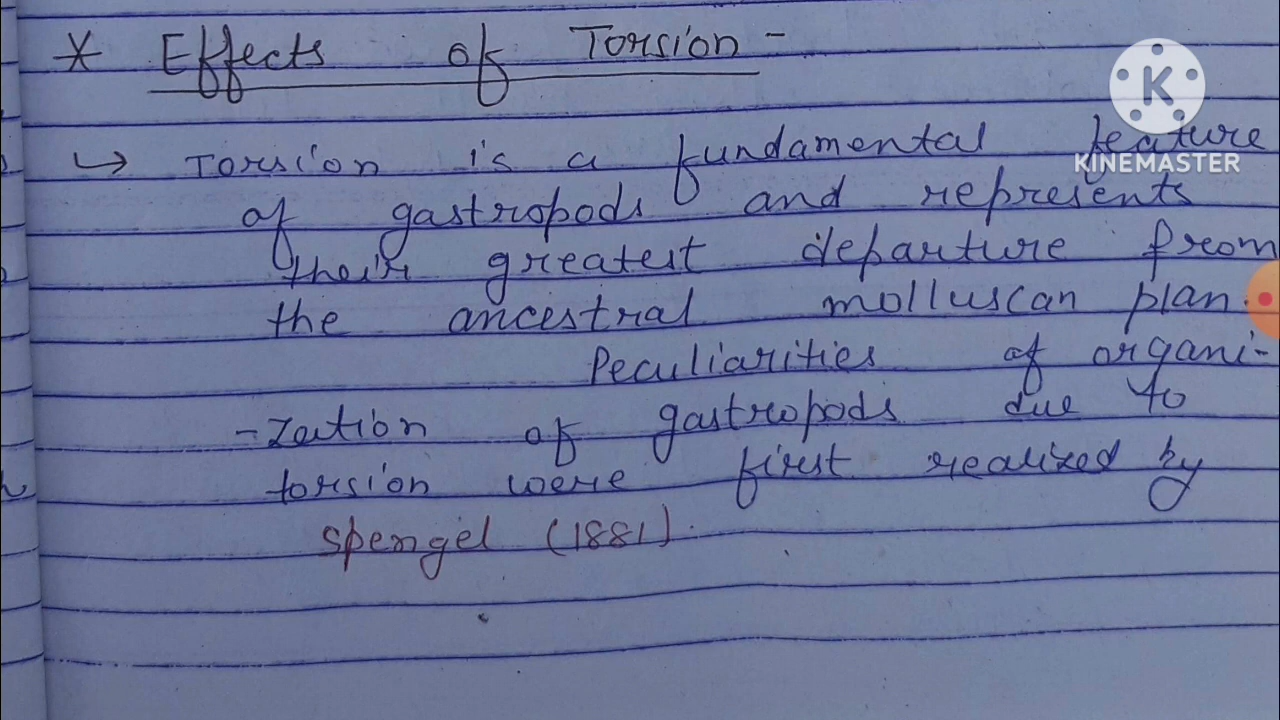 * Effects of Torsion -
K
KINEMASTER
→ Torsion is a fundamental feature
of gastropods and represents
their greatest departure from
the ancestral molluscan plan.
Peculiarities of organi-
-zation of gastropods due to
torsion were first realized by
Spengel (1881).